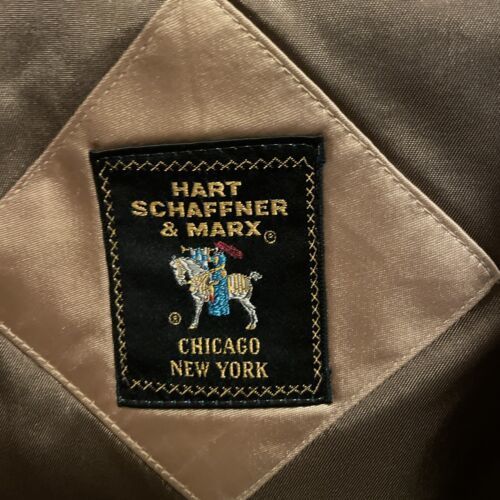 HART
SCHAFFNER
& MARX ®
®
CHICAGO
NEW YORK